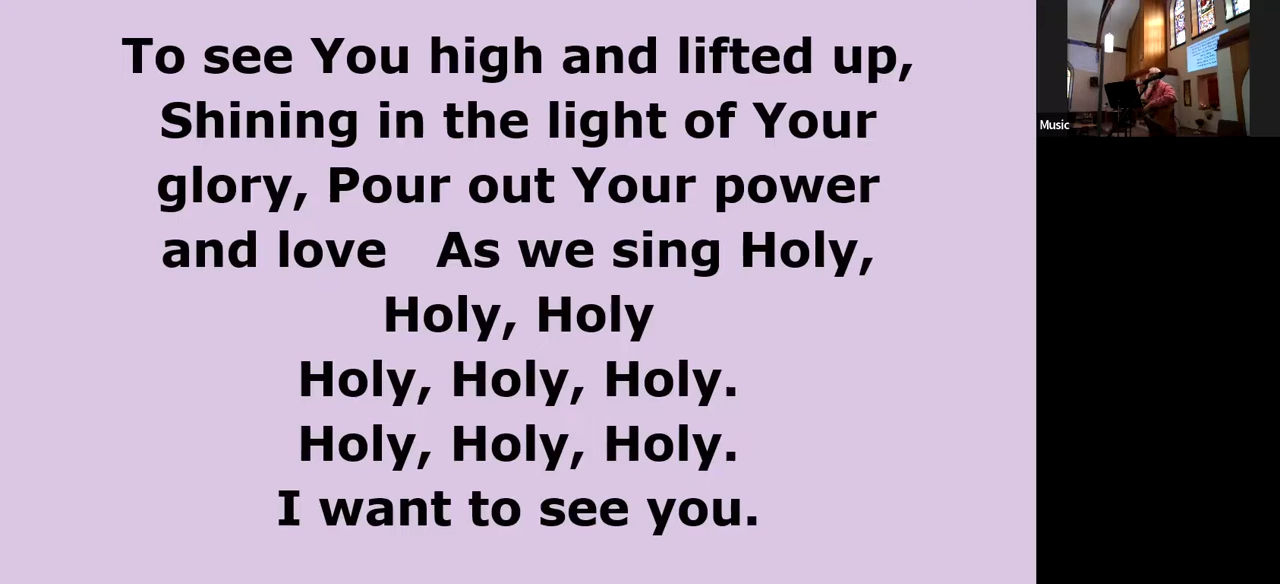 To see You high and lifted up,
Shining in the light of Your
glory, Pour out Your power
and love   As we sing Holy,
Holy, Holy
Holy, Holy, Holy.
Holy, Holy, Holy.
I want to see you.
Music